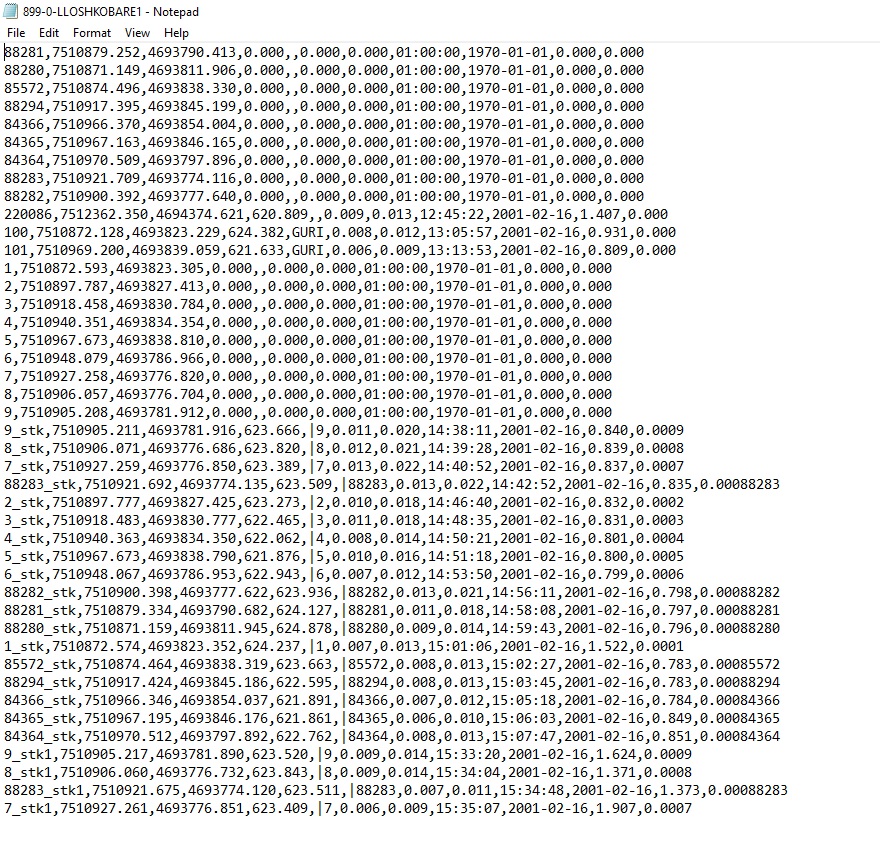 899-0-LLOSHKOBARE1 - Notepad
File Edit Format View Help
88281,7510879.252,4693790.413,0.000,,0.000,0.000,01:00:00,1970-01-01,0.000,0.000
88280,7510871.149,4693811.906,0.000,,0.000,0.000,01:00:00,1970-01-01,0.000,0.000
85572,7510874.496,4693838.330,0.000,,0.000,0.000,01:00:00,1970-01-01,0.000,0.000
88294,7510917.395,4693845.199,0.000,,0.000,0.000,01:00:00,1970-01-01,0.000,0.000
84366,7510966.370,4693854.004,0.000,,0.000,0.000,01:00:00,1970-01-01,0.000,0.000
84365,7510967.163,4693846.165,0.000,,0.000,0.000,01:00:00,1970-01-01,0.000,0.000
84364,7510970.509,4693797.896,0.000,,0.000,0.000,01:00:00,1970-01-01,0.000,0.000
88283,7510921.709,4693774.116,0.000,,0.000,0.000,01:00:00,1970-01-01,0.000,0.000
88282,7510900.392,4693777.640,0.000,,0.000,0.000,01:00:00,1970-01-01,0.000,0.000
220086,7512362.350,4694374.621,620.809,,0.009,0.013,12:45:22,2001-02-16,1.407,0.000
100,7510872.128,4693823.229,624.382,GURI,0.008,0.012,13:05:57,2001-02-16,0.931,0.000
101,7510969.200,4693839.059,621.633,GURI,0.006,0.009,13:13:53,2001-02-16,0.809,0.000
1,7510872.593,4693823.305,0.000,,0.000,0.000,01:00:00,1970-01-01,0.000,0.000
2,7510897.787,4693827.413,0.000,,0.000,0.000,01:00:00,1970-01-01,0.000,0.000
3,7510918.458,4693830.784,0.000,,0.000,0.000,01:00:00,1970-01-01,0.000,0.000
4,7510940.351,4693834.354,0.000,,0.000,0.000,01:00:00,1970-01-01,0.000,0.000
5,7510967.673,4693838.810,0.000,,0.000,0.000,01:00:00,1970-01-01,0.000,0.000
6,7510948.079,4693786.966,0.000,,0.000,0.000,01:00:00,1970-01-01,0.000,0.000
7,7510927.258,4693776.820,0.000,,0.000,0.000,01:00:00,1970-01-01,0.000,0.000
8,7510906.057,4693776.704,0.000,,0.000,0.000,01:00:00,1970-01-01,0.000,0.000
9,7510905.208,4693781.912,0.000,,0.000,0.000,01:00:00,1970-01-01,0.000,0.000
9_stk,7510905.211,4693781.916,623.666,|9,0.011,0.020,14:38:11,2001-02-16,0.840,0.0009
8_stk,7510906.071,4693776.686,623.820,|8,0.012,0.021,14:39:28,2001-02-16,0.839,0.0008
7_stk,7510927.259,4693776.850,623.389,|7,0.013,0.022,14:40:52,2001-02-16,0.837,0.0007
88283_stk,7510921.692,4693774.135,623.509,|88283,0.013,0.022,14:42:52,2001-02-16,0.835,0.00088283
2_stk,7510897.777,4693827.425,623.273,|2,0.010,0.018,14:46:40,2001-02-16,0.832,0.0002
3_stk,7510918.483,4693830.777,622.465,|3,0.011,0.018,14:48:35,2001-02-16,0.831,0.0003
4_stk,7510940.363,4693834.350,622.062,|4,0.008,0.014,14:50:21,2001-02-16,0.801,0.0004
5_stk,7510967.673,4693838.790,621.876,|5,0.010,0.016,14:51:18,2001-02-16,0.800,0.0005
6_stk,7510948.067,4693786.953,622.943,|6,0.007,0.012,14:53:50,2001-02-16,0.799,0.0006
88282_stk,7510900.398,4693777.622,623.936,|88282,0.013,0.021,14:56:11,2001-02-16,0.798,0.00088282
88281_stk,7510879.334,4693790.682,624.127,|88281,0.011,0.018,14:58:08,2001-02-16,0.797,0.00088281
88280_stk,7510871.159,4693811.945,624.878,|88280,0.009,0.014,14:59:43,2001-02-16,0.796,0.00088280
1_stk,7510872.574,4693823.352,624.237,|1,0.007,0.013,15:01:06,2001-02-16,1.522,0.0001
85572_stk,7510874.464,4693838.319,623.663,|85572,0.008,0.013,15:02:27,2001-02-16,0.783,0.00085572
88294_stk,7510917.424,4693845.186,622.595,|88294,0.008,0.013,15:03:45,2001-02-16,0.783,0.00088294
84366_stk,7510966.346,4693854.037,621.891,|84366,0.007,0.012,15:05:18,2001-02-16,0.784,0.00084366
84365_stk,7510967.195,4693846.176,621.861,|84365,0.006,0.010,15:06:03,2001-02-16,0.849,0.00084365
84364_stk,7510970.512,4693797.892,622.762,|84364,0.008,0.013,15:07:47,2001-02-16,0.851,0.00084364
9_stk1,7510905.217,4693781.890,623.520,|9,0.009,0.014,15:33:20,2001-02-16,1.624,0.0009
8_stk1,7510906.060,4693776.732,623.843,|8,0.009,0.014,15:34:04,2001-02-16,1.371,0.0008
88283_stk1,7510921.675,4693774.120,623.511,|88283,0.007,0.011,15:34:48,2001-02-16,1.373,0.00088283
7_stk1,7510927.261,4693776.851,623.409,|7,0.006,0.009,15:35:07,2001-02-16,1.907,0.0007